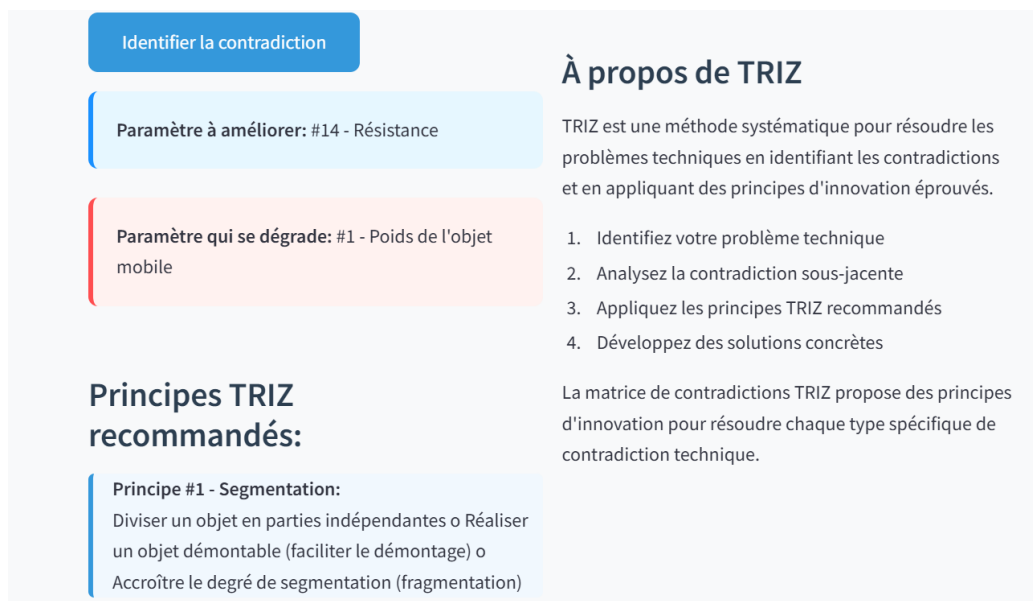 Identifier la contradiction
Paramètre à améliorer: #14 - Résistance
Paramètre qui se dégrade: #1 - Poids de l'objet
mobile
Principes TRIZ
recommandés:
Principe #1 - Segmentation:
Diviser un objet en parties indépendantes o Réaliser
un objet démontable (faciliter le démontage) o
Accroître le degré de segmentation (fragmentation)
À propos de TRIZ
TRIZ est une méthode systématique pour résoudre les
problèmes techniques en identifiant les contradictions
et en appliquant des principes d'innovation éprouvés.
1. Identifiez votre problème technique
2. Analysez la contradiction sous-jacente
3. Appliquez les principes TRIZ recommandés
4. Développez des solutions concrètes
La matrice de contradictions TRIZ propose des principes
d'innovation pour résoudre chaque type spécifique de
contradiction technique.